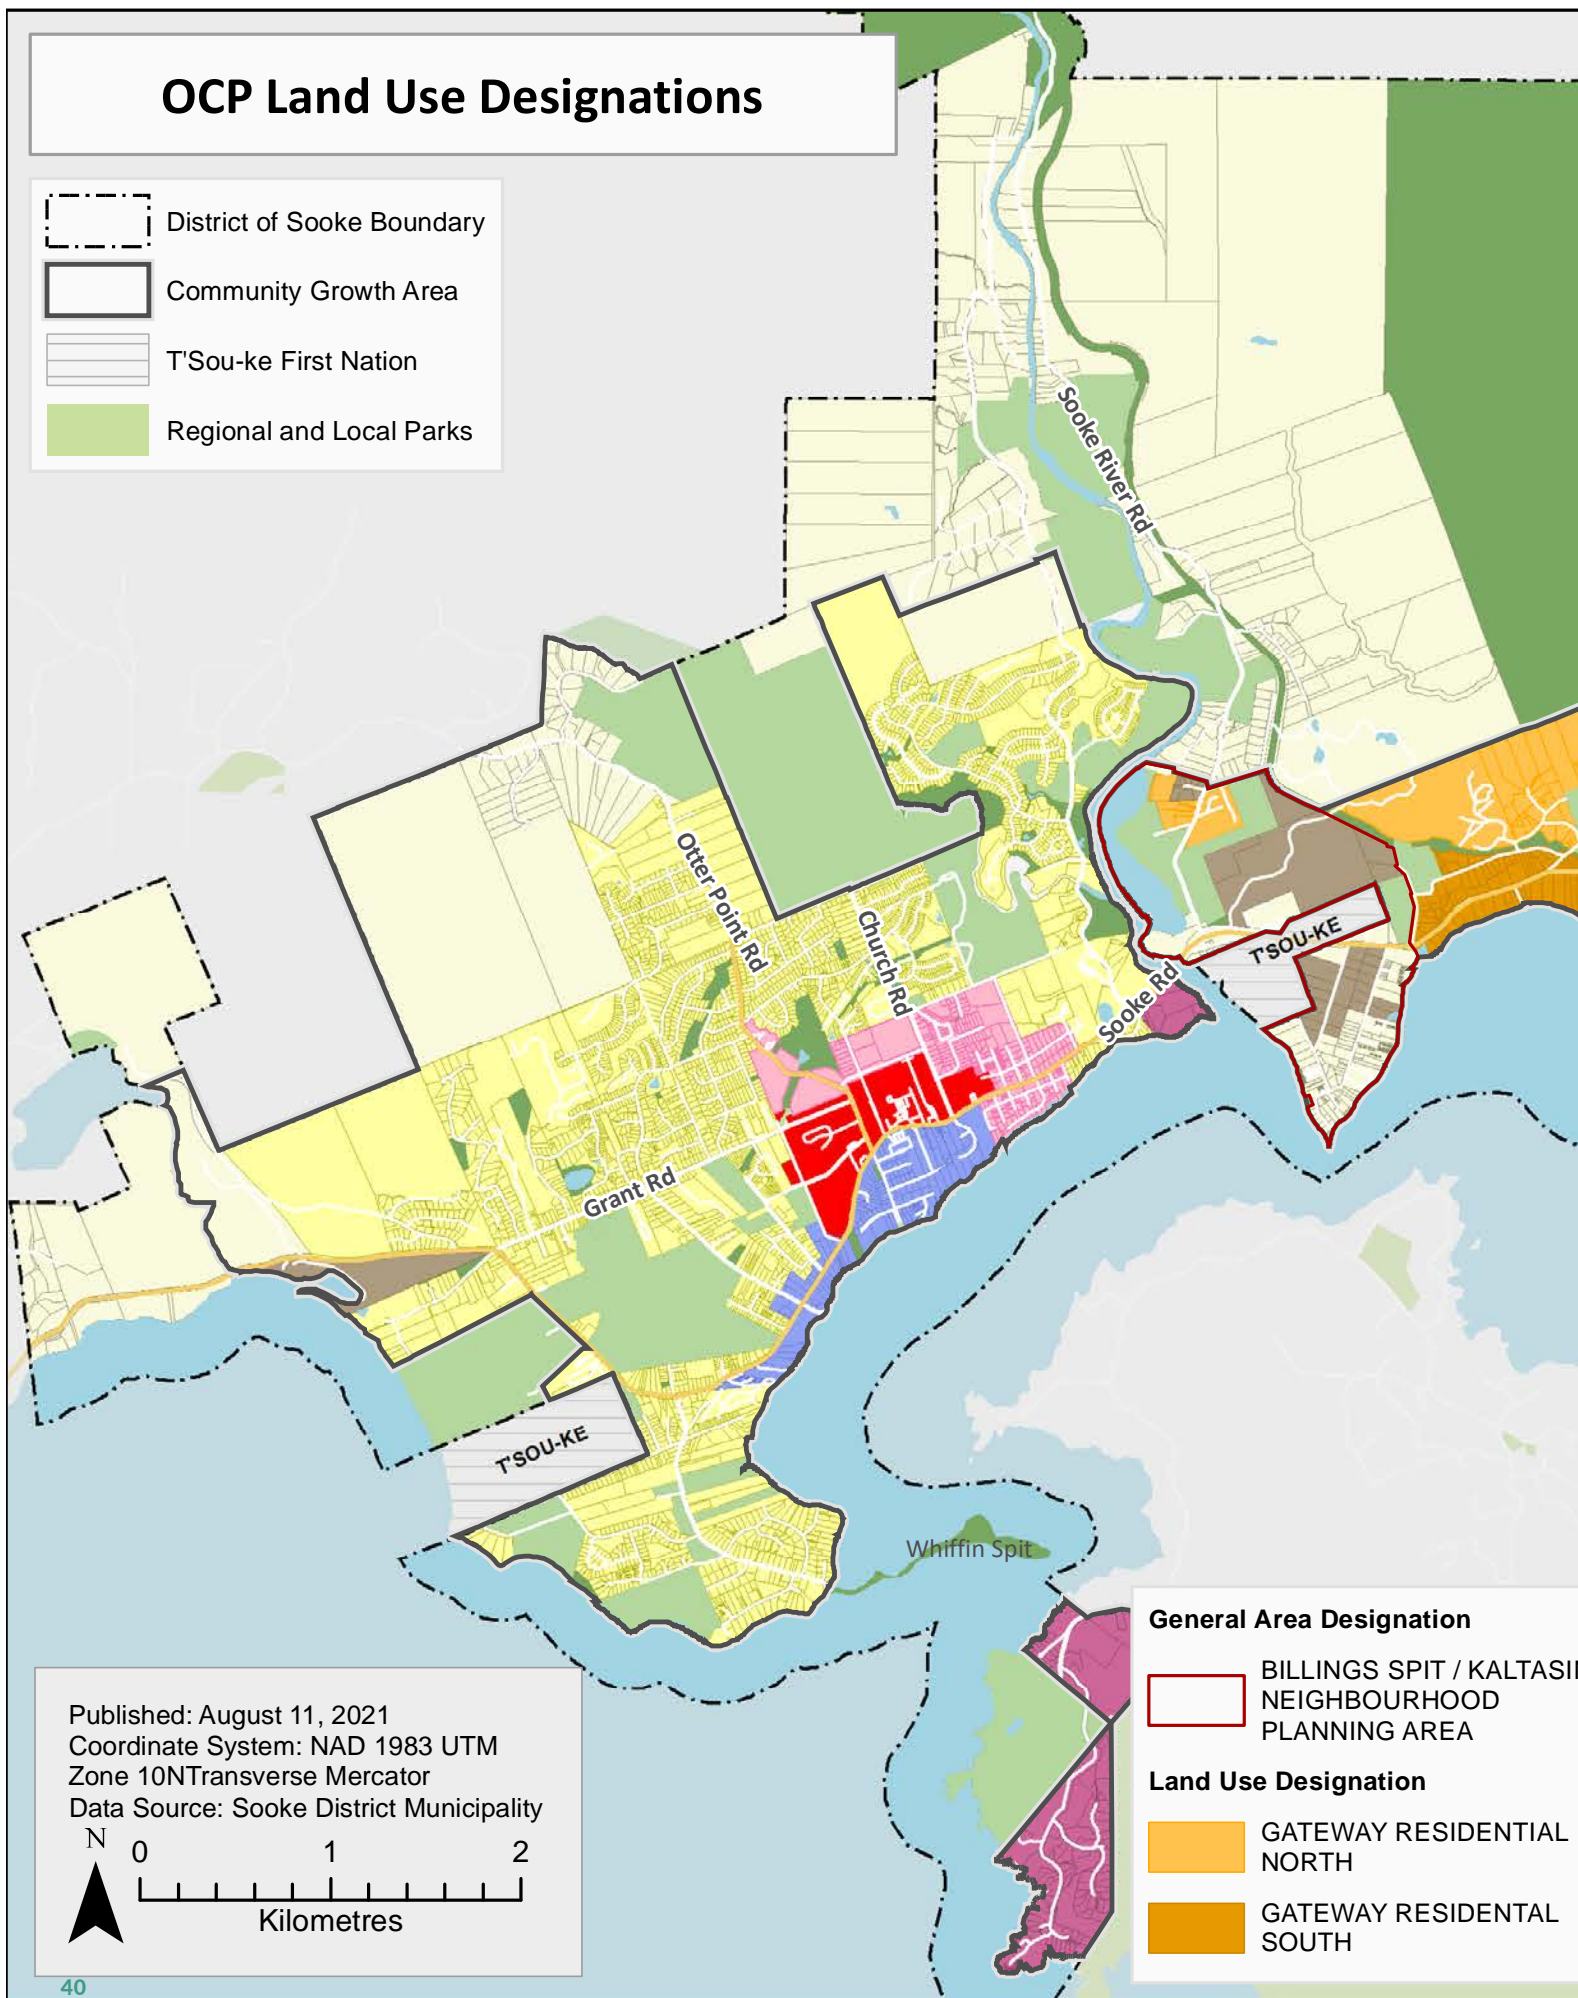 OCP Land Use Designations
District of Sooke Boundary
Community Growth Area
T'Sou-ke First Nation
Regional and Local Parks
Sooke River Rd
Otter Point Rd
Church Rd
T'SOU-KE
Sooke Rd
Grant Rd
T'SOU-KE
Whiffin Spit
General Area Designation
BILLINGS SPIT / KALTASIN
NEIGHBOURHOOD
PLANNING AREA
Land Use Designation
GATEWAY RESIDENTIAL
NORTH
GATEWAY RESIDENTAL
SOUTH
Published: August 11, 2021
Coordinate System: NAD 1983 UTM
Zone 10NTransverse Mercator
Data Source: Sooke District Municipality
N
0 1 2
Kilometres
40